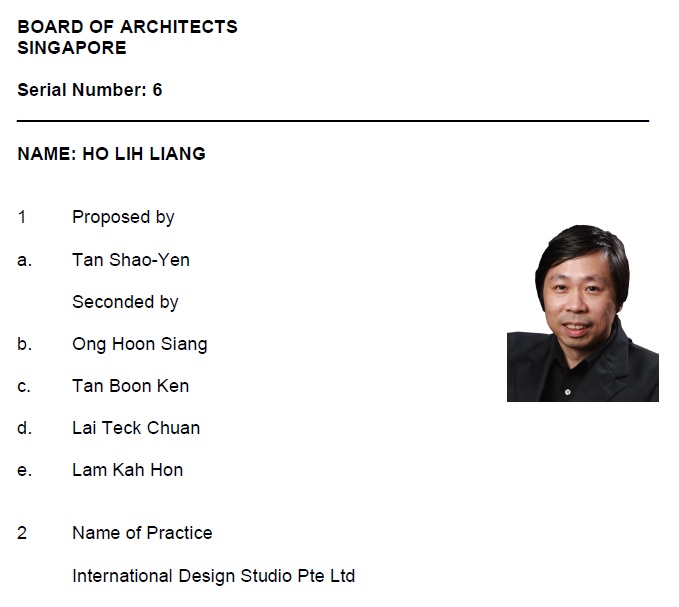 BOARD OF ARCHITECTS
SINGAPORE
Serial Number: 6
NAME: HO LIH LIANG
1 Proposed by
a. Tan Shao-Yen
Seconded by
b. Ong Hoon Siang
c. Tan Boon Ken
d. Lai Teck Chuan
e. Lam Kah Hon
2 Name of Practice
International Design Studio Pte Ltd